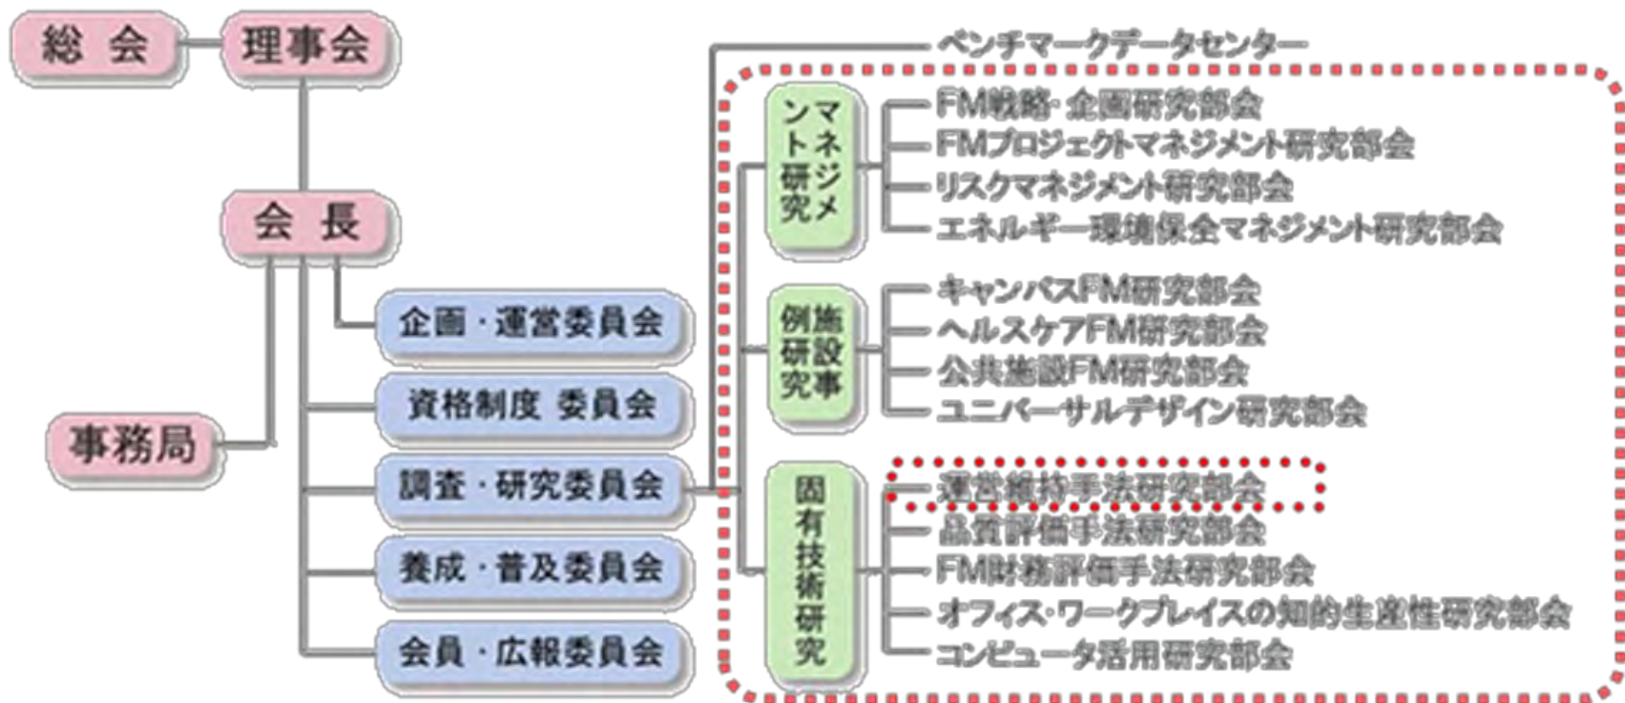 総 会
理事会
会 長
事務局
企画・運営委員会
資格制度 委員会
調査・研究委員会
養成・普及委員会
会員・広報委員会
ベンチマークデータセンター
マネジメ
ント研究
FM戦略・企画研究部会
FMプロジェクトマネジメント研究部会
リスクマネジメント研究部会
エネルギー環境保全マネジメント研究部会
施設事
例研究
キャンパスFM研究部会
ヘルスケアFM研究部会
公共施設FM研究部会
ユニバーサルデザイン研究部会
固有技術研究
運営維持手法研究部会
品質評価手法研究部会
FM財務評価手法研究部会
オフィス・ワークプレイスの知的生産性研究部会
コンピュータ活用研究部会